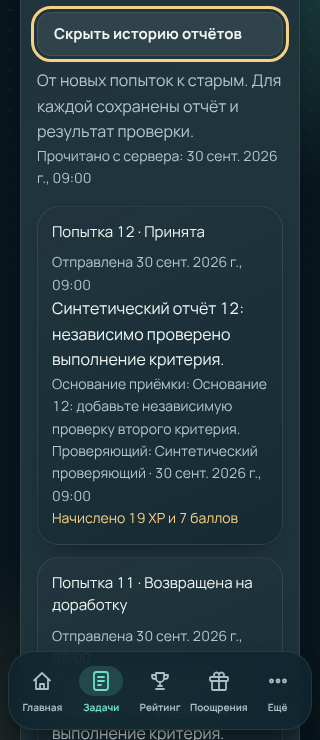 Скрыть историю отчётов
От новых попыток к старым. Для
каждой сохранены отчёт и
результат проверки.
Прочитано с сервера: 30 сент. 2026
г., 09:00
Попытка 12 · Принята
Отправлена 30 сент. 2026 г.,
09:00
Синтетический отчёт 12:
независимо проверено
выполнение критерия.
Основание приёмки: Основание
12: добавьте независимую
проверку второго критерия.
Проверяющий: Синтетический
проверяющий · 30 сент. 2026 г.,
09:00
Начислено 19 XP и 7 баллов
Попытка 11 · Возвращена на
доработку
Отправлена 30 сент. 2026 г.,
09:00
Главная
Задачи
Рейтинг
Поощрения
Ещё
выполнение критерия.